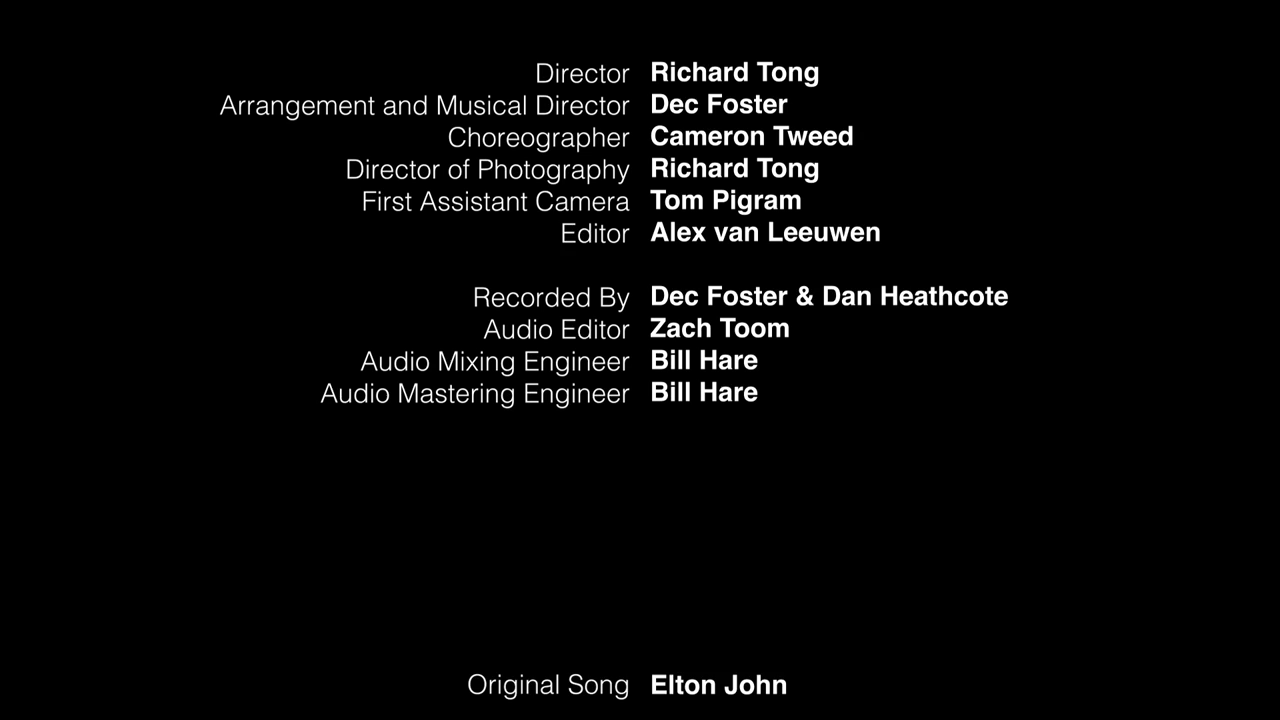 Director Richard Tong
Arrangement and Musical Director Dec Foster
Choreographer Cameron Tweed
Director of Photography Richard Tong
First Assistant Camera Tom Pigram
Editor Alex van Leeuwen
Recorded By Dec Foster & Dan Heathcote
Audio Editor Zach Toom
Audio Mixing Engineer Bill Hare
Audio Mastering Engineer Bill Hare
Original Song Elton John